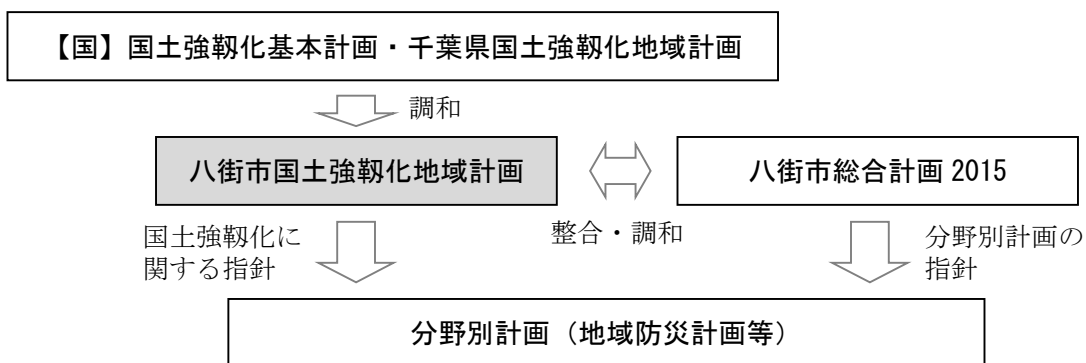 【国】国土強靱化基本計画・千葉県国土強靱化地域計画
調和
八街市国土強靱化地域計画
八街市総合計画 2015
整合・調和
国土強靱化に
関する指針
分野別計画の
指針
分野別計画（地域防災計画等）